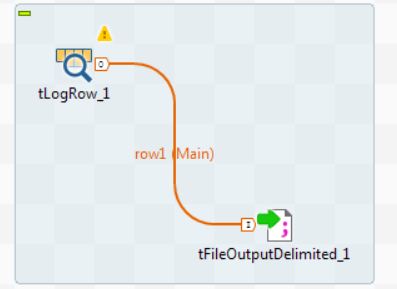 O
tLogRow_1
row1 (Main)
I
tFileOutputDelimited_1